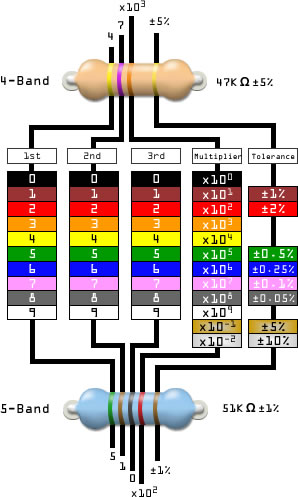 x10³
7
±5%
4
4-Band
47K Ω ±5%
1st 2nd 3rd Multiplier Tolerance
0 0 0 x10⁰
1 1 1 x10¹ ±1%
2 2 2 x10² ±2%
3 3 3 x10³
4 4 4 x10⁴
5 5 5 x10⁵ ±0.5%
6 6 6 x10⁶ ±0.25%
7 7 7 x10⁷ ±0.1%
8 8 8 x10⁸ ±0.05%
9 9 9 x10⁹
x10⁻¹ ±5%
x10⁻² ±10%
5-Band
51K Ω ±1%
5
1
0
x10²
±1%